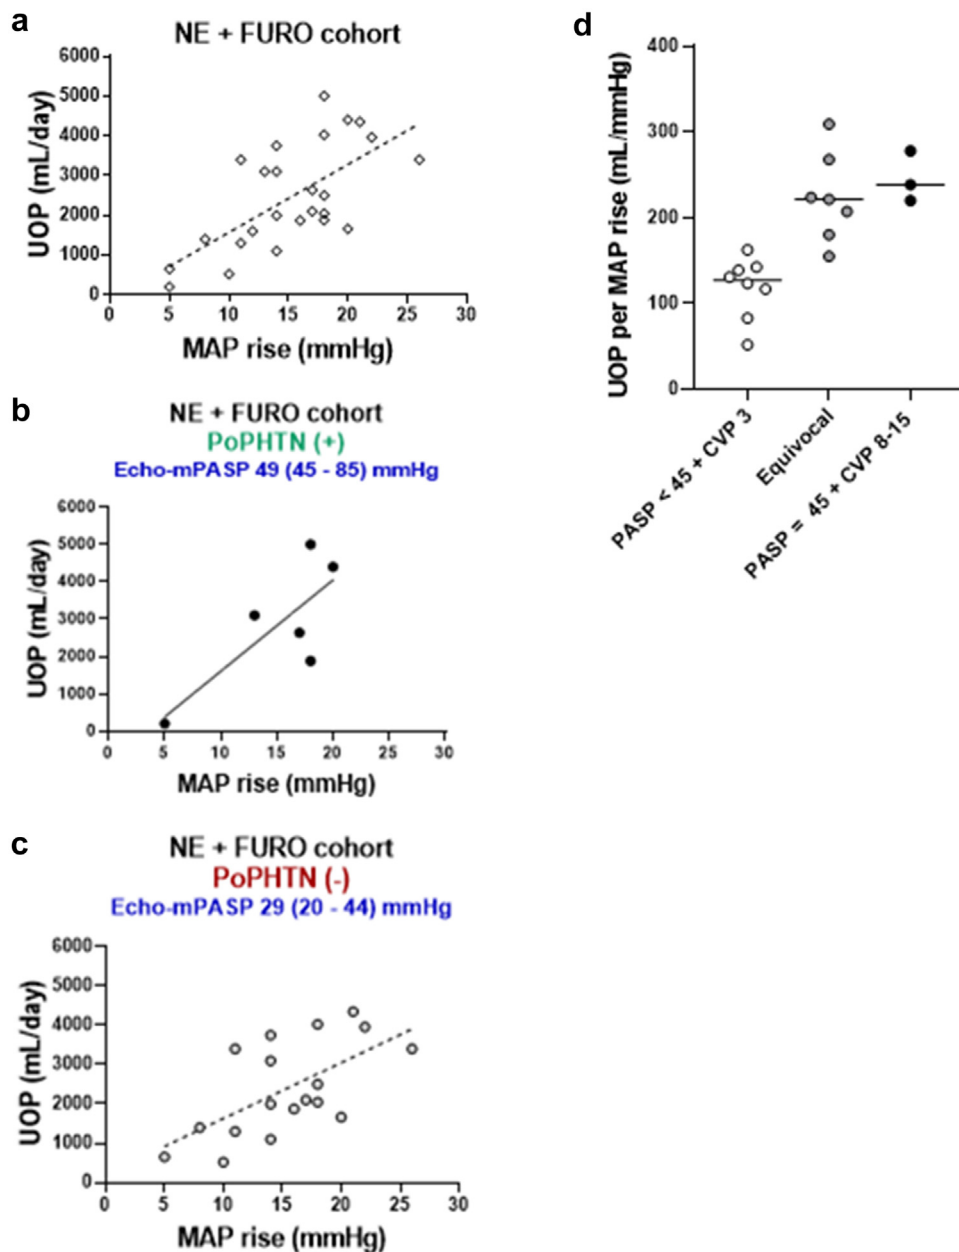 a
NE + FURO cohort
UOP (mL/day)
6000
5000
4000
3000
2000
1000
0
0 5 10 15 20 25 30
MAP rise (mmHg)
b
NE + FURO cohort
PoPHTN (+)
Echo-mPASP 49 (45 - 85) mmHg
UOP (mL/day)
6000
5000
4000
3000
2000
1000
0
0 5 10 15 20 25 30
MAP rise (mmHg)
c
NE + FURO cohort
PoPHTN (-)
Echo-mPASP 29 (20 - 44) mmHg
UOP (mL/day)
6000
5000
4000
3000
2000
1000
0
0 5 10 15 20 25 30
MAP rise (mmHg)
d
UOP per MAP rise (mL/mmHg)
400
300
200
100
0
PASP < 45 + CVP 3
Equivocal
PASP = 45 + CVP 8-15